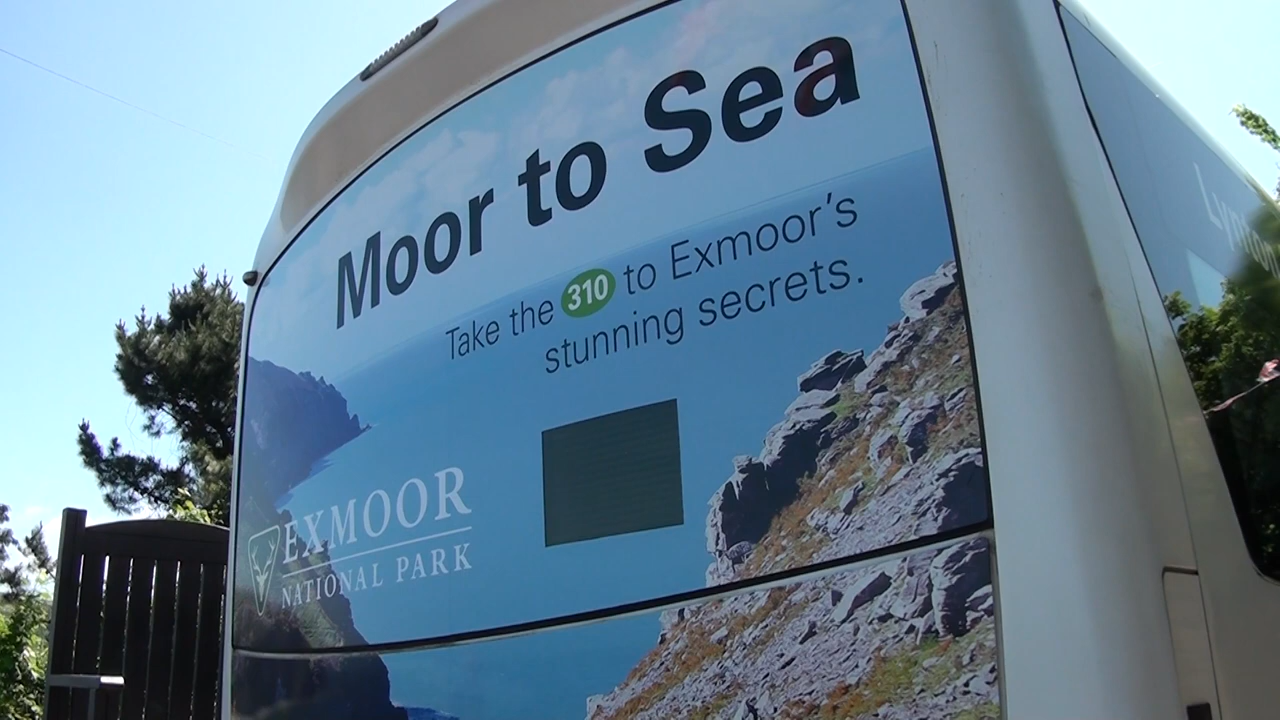 Moor to Sea
Take the 310 to Exmoor's
stunning secrets.
EXMOOR
NATIONAL PARK